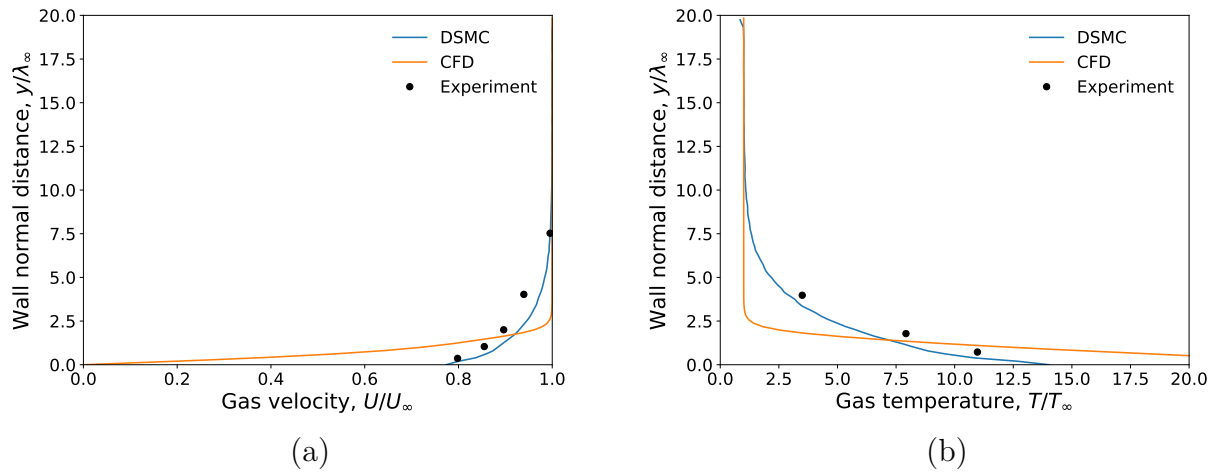 20.0
17.5
15.0
12.5
10.0
7.5
5.0
2.5
0.0
Wall normal distance, y/λ∞
0.0 0.2 0.4 0.6 0.8 1.0
Gas velocity, U/U∞
DSMC
CFD
Experiment
(a)
20.0
17.5
15.0
12.5
10.0
7.5
5.0
2.5
0.0
Wall normal distance, y/λ∞
0.0 2.5 5.0 7.5 10.0 12.5 15.0 17.5 20.0
Gas temperature, T/T∞
DSMC
CFD
Experiment
(b)